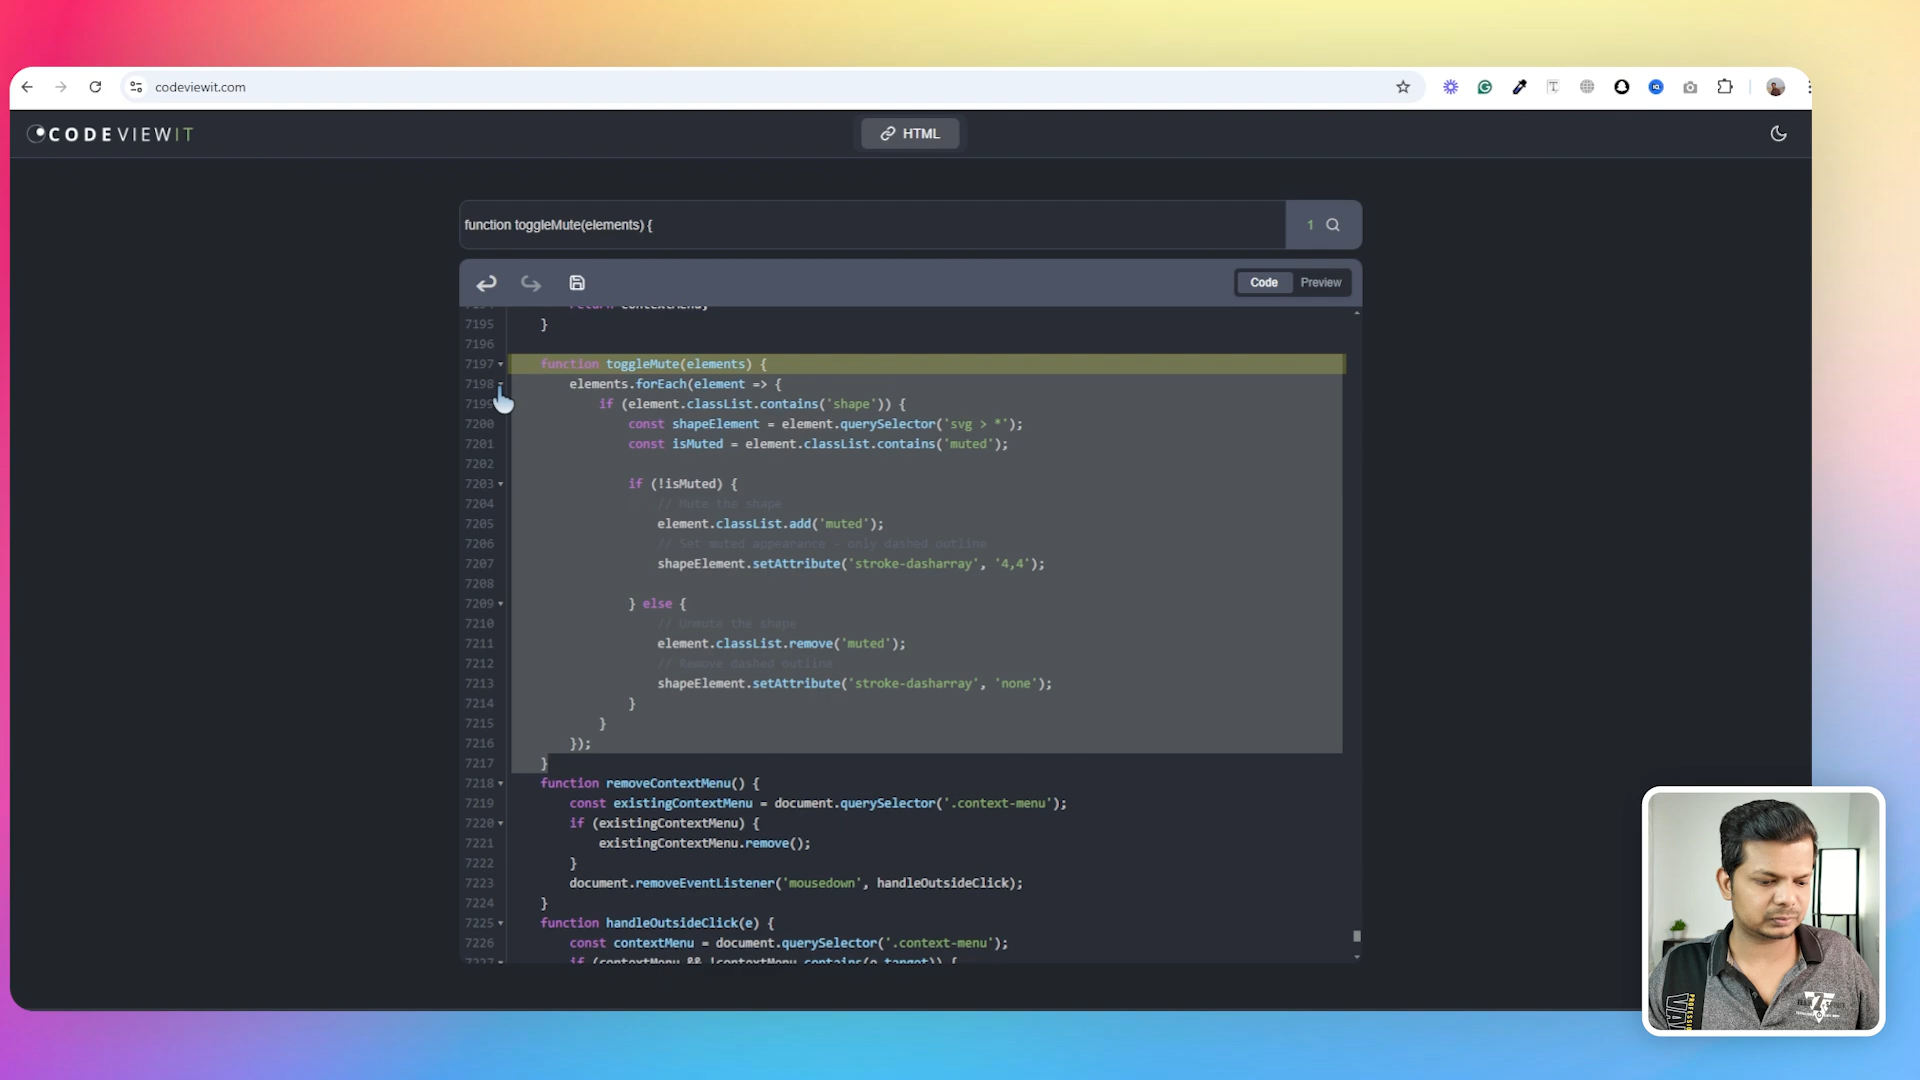 codeviewit.com
CODEVIEWIT
HTML
function toggleMute(elements) {
1
Code
Preview
7195 }
7196
7197 function toggleMute(elements) {
7198 elements.forEach(element => {
7199 if (element.classList.contains('shape')) {
7200 const shapeElement = element.querySelector('svg > *');
7201 const isMuted = element.classList.contains('muted');
7202
7203 if (!isMuted) {
7204 // Mute the shape
7205 element.classList.add('muted');
7206 // Set muted appearance - only dashed outline
7207 shapeElement.setAttribute('stroke-dasharray', '4,4');
7208
7209 } else {
7210 // Unmute the shape
7211 element.classList.remove('muted');
7212 // Remove dashed outline
7213 shapeElement.setAttribute('stroke-dasharray', 'none');
7214 }
7215 }
7216 });
7217 }
7218 function removeContextMenu() {
7219 const existingContextMenu = document.querySelector('.context-menu');
7220 if (existingContextMenu) {
7221 existingContextMenu.remove();
7222 }
7223 document.removeEventListener('mousedown', handleOutsideClick);
7224 }
7225 function handleOutsideClick(e) {
7226 const contextMenu = document.querySelector('.context-menu');
7227 if (contextMenu && !contextMenu.contains(e.target)) {